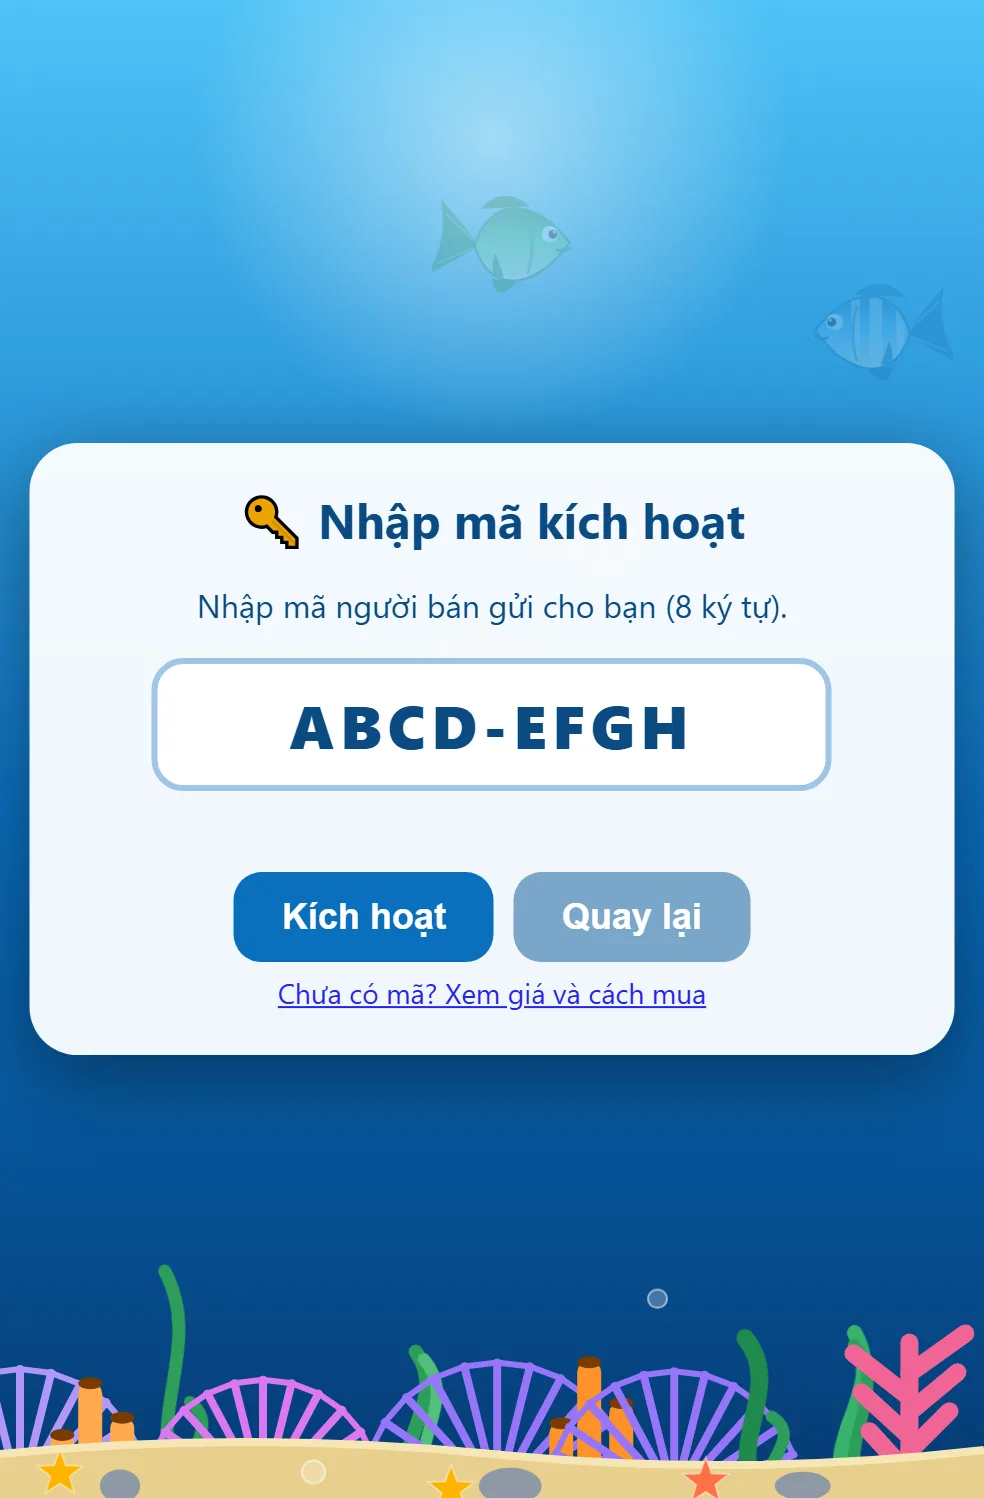 Nhập mã kích hoạt
Nhập mã người bán gửi cho bạn (8 ký tự).
ABCD-EFGH
Kích hoạt
Quay lại
Chưa có mã? Xem giá và cách mua